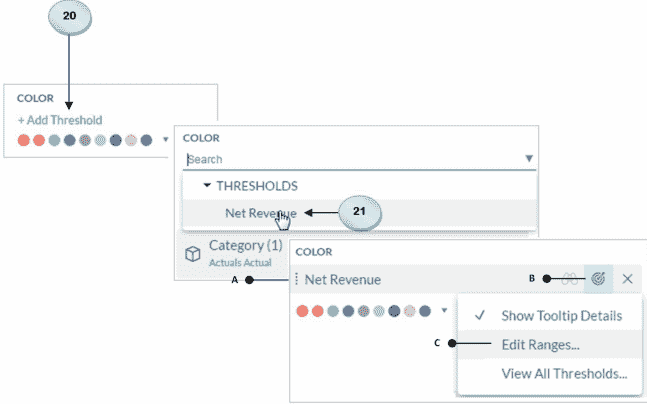 20
COLOR
+ Add Threshold
COLOR
Search
THRESHOLDS
Net Revenue
21
Category (1)
Actuals Actual
COLOR
A
Net Revenue
B
Show Tooltip Details
C
Edit Ranges...
View All Thresholds...